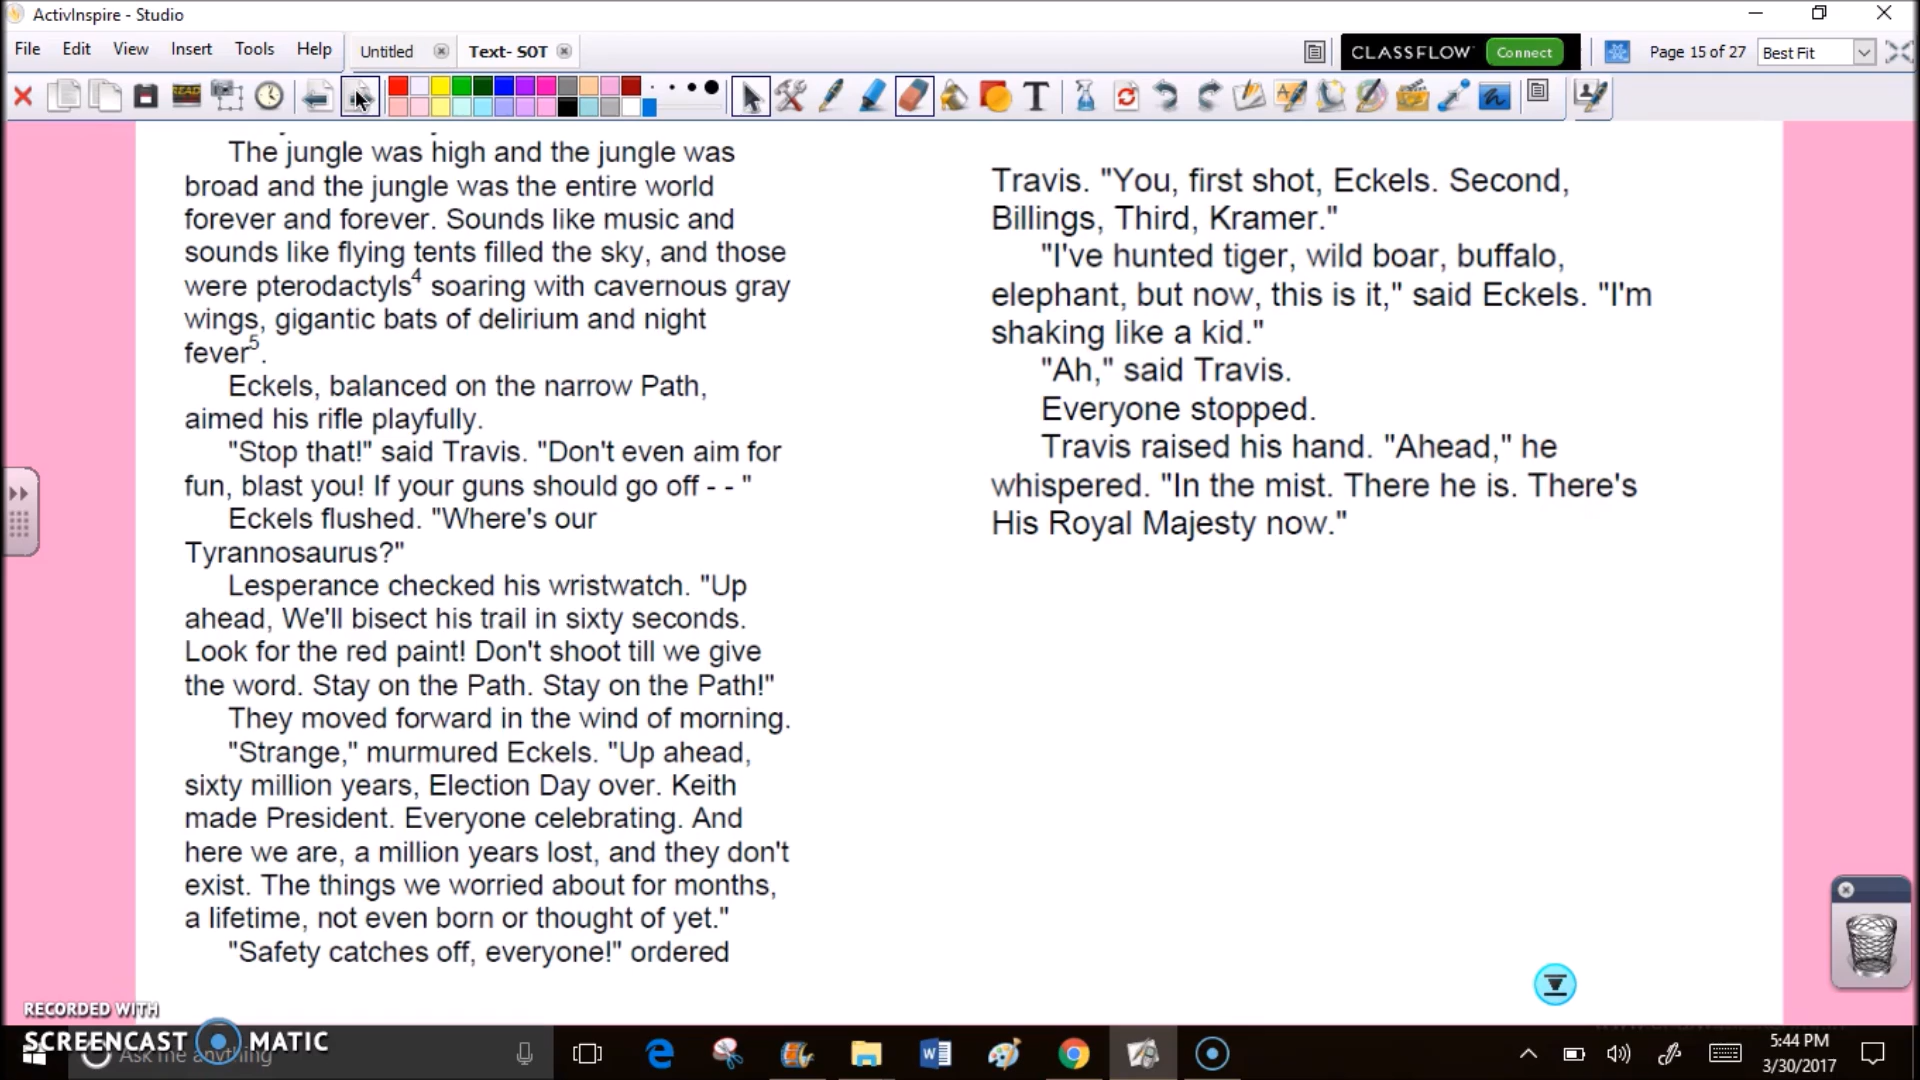 ActivInspire - Studio
File Edit View Insert Tools Help
Untitled
Text- SOT
CLASSFLOW Connect
Page 15 of 27
Best Fit
READ
The jungle was high and the jungle was
broad and the jungle was the entire world
forever and forever. Sounds like music and
sounds like flying tents filled the sky, and those
were pterodactyls4 soaring with cavernous gray
wings, gigantic bats of delirium and night
fever5.
Eckels, balanced on the narrow Path,
aimed his rifle playfully.
"Stop that!" said Travis. "Don't even aim for
fun, blast you! If your guns should go off - - "
Eckels flushed. "Where's our
Tyrannosaurus?"
Lesperance checked his wristwatch. "Up
ahead, We'll bisect his trail in sixty seconds.
Look for the red paint! Don't shoot till we give
the word. Stay on the Path. Stay on the Path!"
They moved forward in the wind of morning.
"Strange," murmured Eckels. "Up ahead,
sixty million years, Election Day over. Keith
made President. Everyone celebrating. And
here we are, a million years lost, and they don't
exist. The things we worried about for months,
a lifetime, not even born or thought of yet."
"Safety catches off, everyone!" ordered
Travis. "You, first shot, Eckels. Second,
Billings, Third, Kramer."
"I've hunted tiger, wild boar, buffalo,
elephant, but now, this is it," said Eckels. "I'm
shaking like a kid."
"Ah," said Travis.
Everyone stopped.
Travis raised his hand. "Ahead," he
whispered. "In the mist. There he is. There's
His Royal Majesty now."
RECORDED WITH
SCREENCAST MATIC
Ask me anything
5:44 PM
3/30/2017